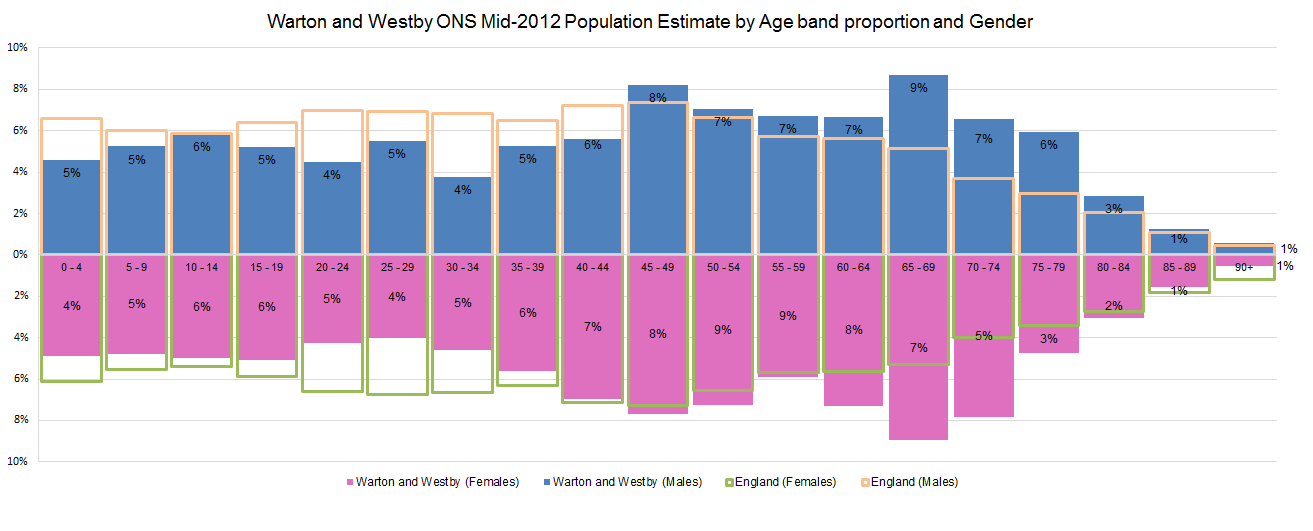 Warton and Westby ONS Mid-2012 Population Estimate by Age band proportion and Gender
10%
8%
6%
4%
2%
0%
2%
4%
6%
8%
10%
5% 5% 6% 5% 4% 5% 4% 5% 6% 8% 7% 7% 7% 9% 7% 6% 3% 1% 1%
0 - 4 5 - 9 10 - 14 15 - 19 20 - 24 25 - 29 30 - 34 35 - 39 40 - 44 45 - 49 50 - 54 55 - 59 60 - 64 65 - 69 70 - 74 75 - 79 80 - 84 85 - 89 90+
4% 5% 6% 6% 5% 4% 5% 6% 7% 8% 9% 9% 8% 7% 5% 3% 2% 1% 1%
Warton and Westby (Females) Warton and Westby (Males) England (Females) England (Males)